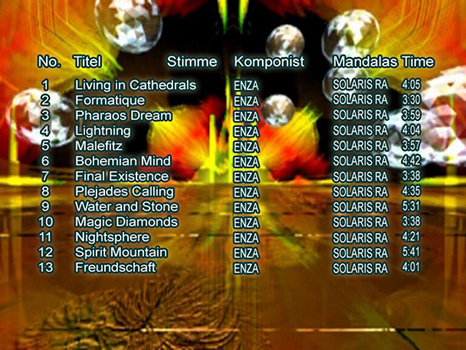 No. Titel Stimme Komponist Mandalas Time
1 Living in Cathedrals ENZA SOLARIS RA 4:05
2 Formatique ENZA SOLARIS RA 3:30
3 Pharaos Dream ENZA SOLARIS RA 3:59
4 Lightning ENZA SOLARIS RA 4:04
5 Malefitz ENZA SOLARIS RA 3:57
6 Bohemian Mind ENZA SOLARIS RA 4:42
7 Final Existence ENZA SOLARIS RA 3:38
8 Plejades Calling ENZA SOLARIS RA 4:35
9 Water and Stone ENZA SOLARIS RA 5:31
10 Magic Diamonds ENZA SOLARIS RA 3:38
11 Nightsphere ENZA SOLARIS RA 4:21
12 Spirit Mountain ENZA SOLARIS RA 5:41
13 Freundschaft ENZA SOLARIS RA 4:01